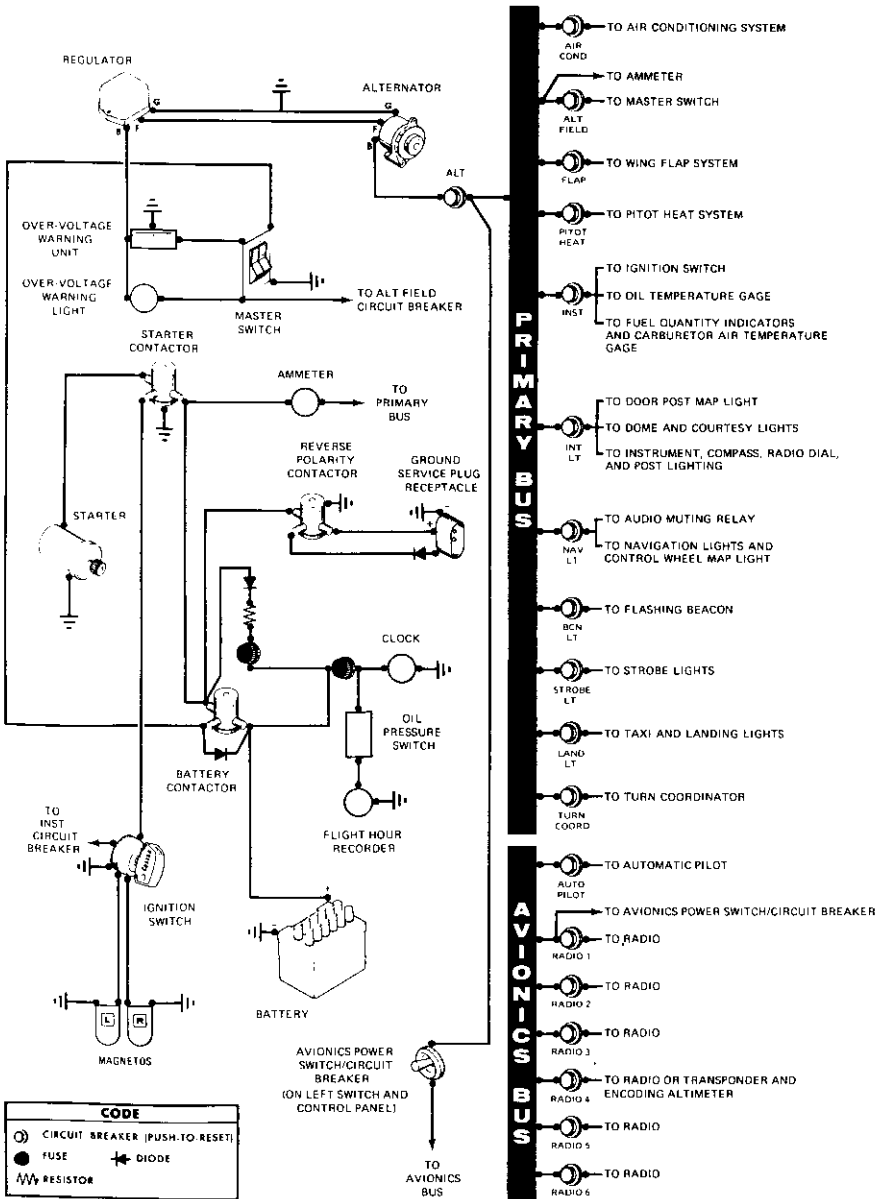 REGULATOR
G
F
B
ALTERNATOR
G
F
B
ALT
OVER-VOLTAGE
WARNING
UNIT
OVER-VOLTAGE
WARNING
LIGHT
MASTER
SWITCH
TO ALT FIELD
CIRCUIT BREAKER
STARTER
CONTACTOR
AMMETER
TO
PRIMARY
BUS
REVERSE
POLARITY
CONTACTOR
GROUND
SERVICE PLUG
RECEPTACLE
- 
+
STARTER
CLOCK
OIL
PRESSURE
SWITCH
BATTERY
CONTACTOR
FLIGHT HOUR
RECORDER
TO
INST
CIRCUIT
BREAKER
IGNITION
SWITCH
+
-
BATTERY
L
R
MAGNETOS
AVIONICS POWER
SWITCH/CIRCUIT
BREAKER
(ON LEFT SWITCH AND
CONTROL PANEL)
TO
AVIONICS
BUS
CODE
CIRCUIT BREAKER (PUSH-TO-RESET)
FUSE
DIODE
RESISTOR
PRIMARY BUS
AIR
COND
TO AIR CONDITIONING SYSTEM
TO AMMETER
ALT
FIELD
TO MASTER SWITCH
FLAP
TO WING FLAP SYSTEM
PITOT
HEAT
TO PITOT HEAT SYSTEM
INST
TO IGNITION SWITCH
TO OIL TEMPERATURE GAGE
TO FUEL QUANTITY INDICATORS
AND CARBURETOR AIR TEMPERATURE
GAGE
INT
LT
TO DOOR POST MAP LIGHT
TO DOME AND COURTESY LIGHTS
TO INSTRUMENT, COMPASS, RADIO DIAL,
AND POST LIGHTING
NAV
LT
TO AUDIO MUTING RELAY
TO NAVIGATION LIGHTS AND
CONTROL WHEEL MAP LIGHT
BCN
LT
TO FLASHING BEACON
STROBE
LT
TO STROBE LIGHTS
LAND
LT
TO TAXI AND LANDING LIGHTS
TURN
COORD
TO TURN COORDINATOR
AVIONICS BUS
AUTO
PILOT
TO AUTOMATIC PILOT
TO AVIONICS POWER SWITCH/CIRCUIT BREAKER
RADIO 1
TO RADIO
RADIO 2
TO RADIO
RADIO 3
TO RADIO
RADIO 4
TO RADIO OR TRANSPONDER AND
ENCODING ALTIMETER
RADIO 5
TO RADIO
RADIO 6
TO RADIO